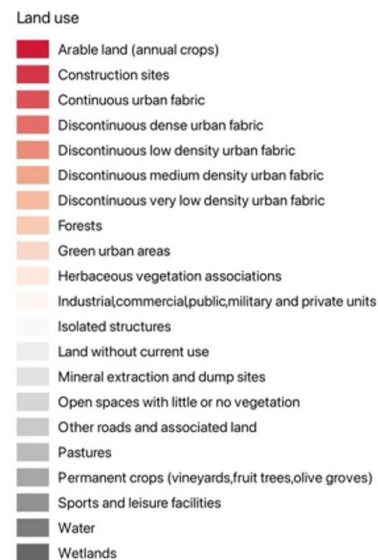 Land use
Arable land (annual crops)
Construction sites
Continuous urban fabric
Discontinuous dense urban fabric
Discontinuous low density urban fabric
Discontinuous medium density urban fabric
Discontinuous very low density urban fabric
Forests
Green urban areas
Herbaceous vegetation associations
Industrial,commercial,public,military and private units
Isolated structures
Land without current use
Mineral extraction and dump sites
Open spaces with little or no vegetation
Other roads and associated land
Pastures
Permanent crops (vineyards,fruit trees,olive groves)
Sports and leisure facilities
Water
Wetlands